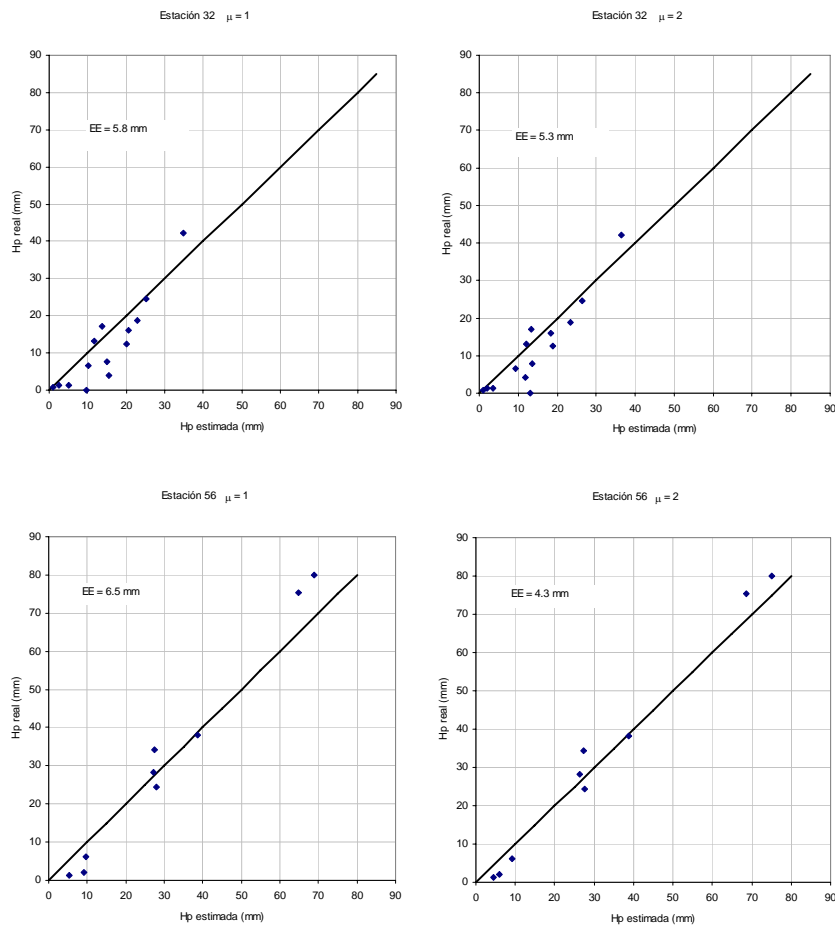 Estación 32 μ = 1
90
80
70
60
50
40
30
20
10
0
EE = 5.8 mm
Hp real (mm)
0 10 20 30 40 50 60 70 80 90
Hp estimada (mm)
Estación 32 μ = 2
90
80
70
60
50
40
30
20
10
0
EE = 5.3 mm
Hp real (mm)
0 10 20 30 40 50 60 70 80 90
Hp estimada (mm)
Estación 56 μ = 1
90
80
70
60
50
40
30
20
10
0
EE = 6.5 mm
Hp real (mm)
0 10 20 30 40 50 60 70 80 90
Hp estimada (mm)
Estación 56 μ = 2
90
80
70
60
50
40
30
20
10
0
EE = 4.3 mm
Hp real (mm)
0 10 20 30 40 50 60 70 80 90
Hp estimada (mm)